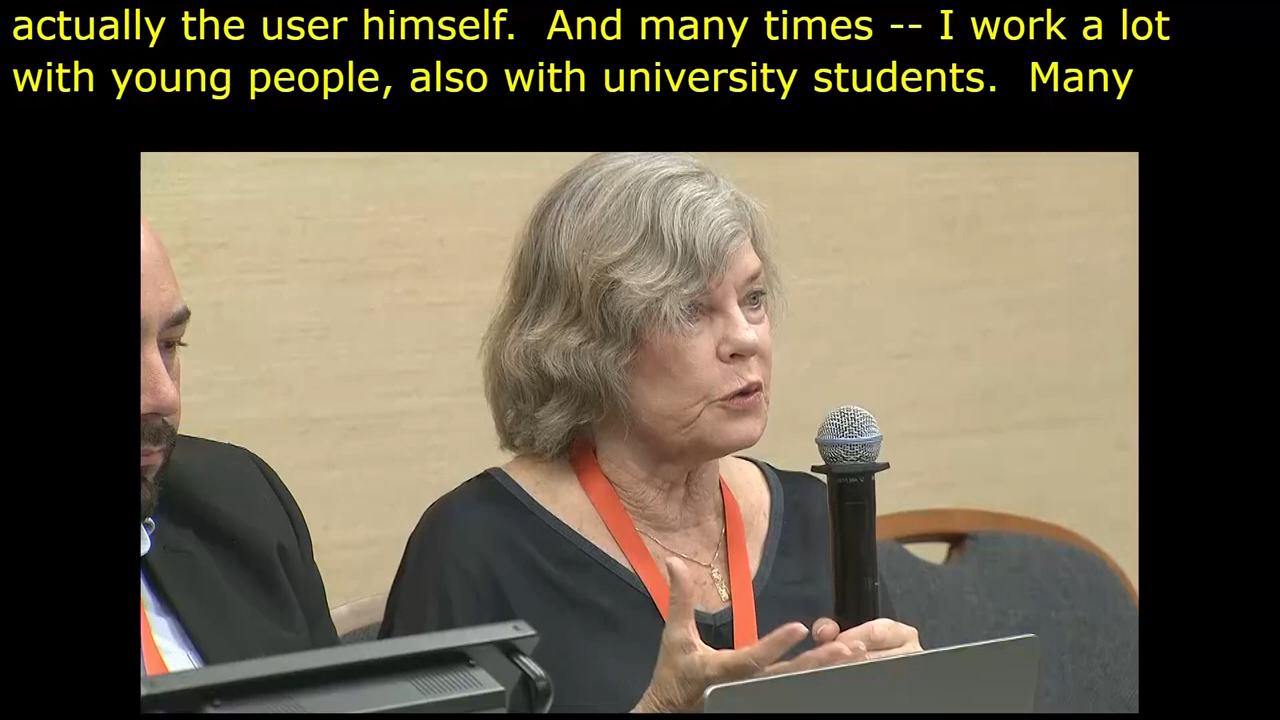 actually the user himself.  And many times -- I work a lot
with young people, also with university students.  Many